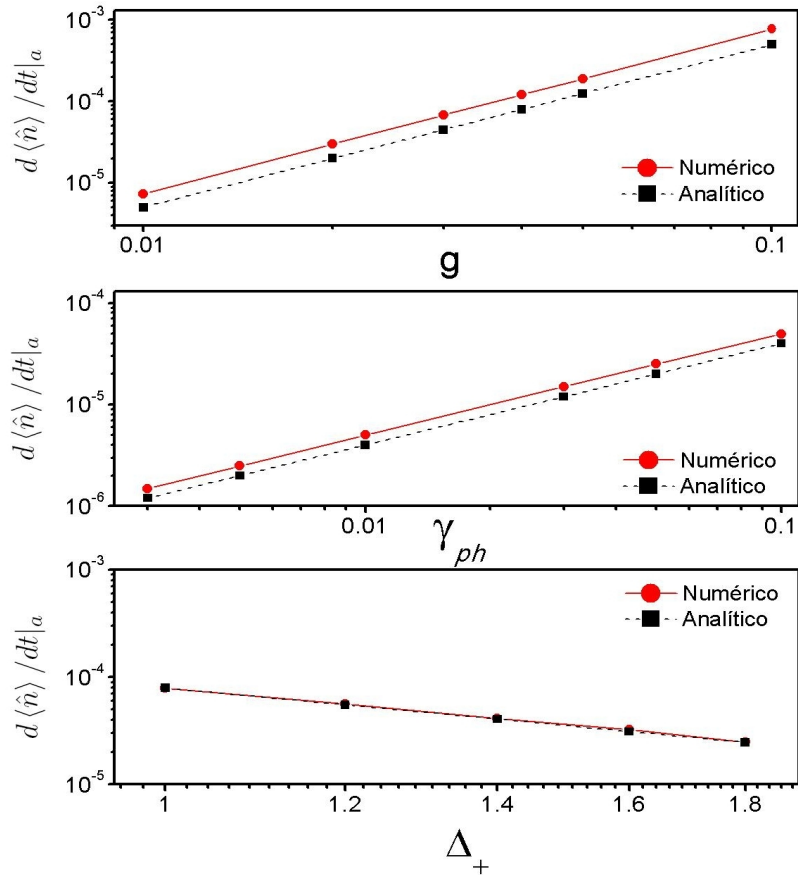 10⁻³
10⁻⁴
10⁻⁵
d⟨n̂⟩/dt|ₐ
Numérico
Analítico
0.01
0.1
g
10⁻⁴
10⁻⁵
10⁻⁶
d⟨n̂⟩/dt|ₐ
Numérico
Analítico
0.01
0.1
γ_ph
10⁻³
10⁻⁴
10⁻⁵
d⟨n̂⟩/dt|ₐ
Numérico
Analítico
1
1.2
1.4
1.6
1.8
Δ₊